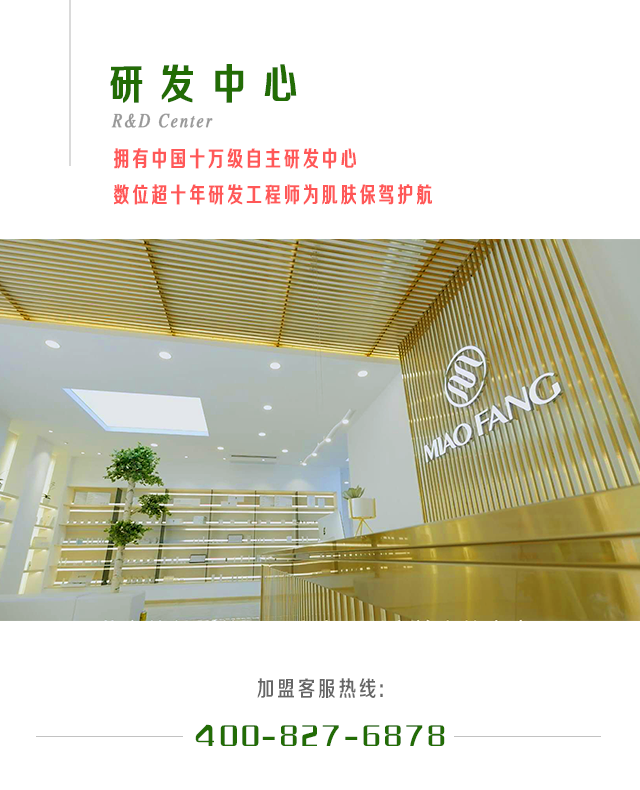 研发中心
R&D Center
拥有中国十万级自主研发中心
数位超十年研发工程师为肌肤保驾护航
MIAO FANG
加盟客服热线:
400-827-6878